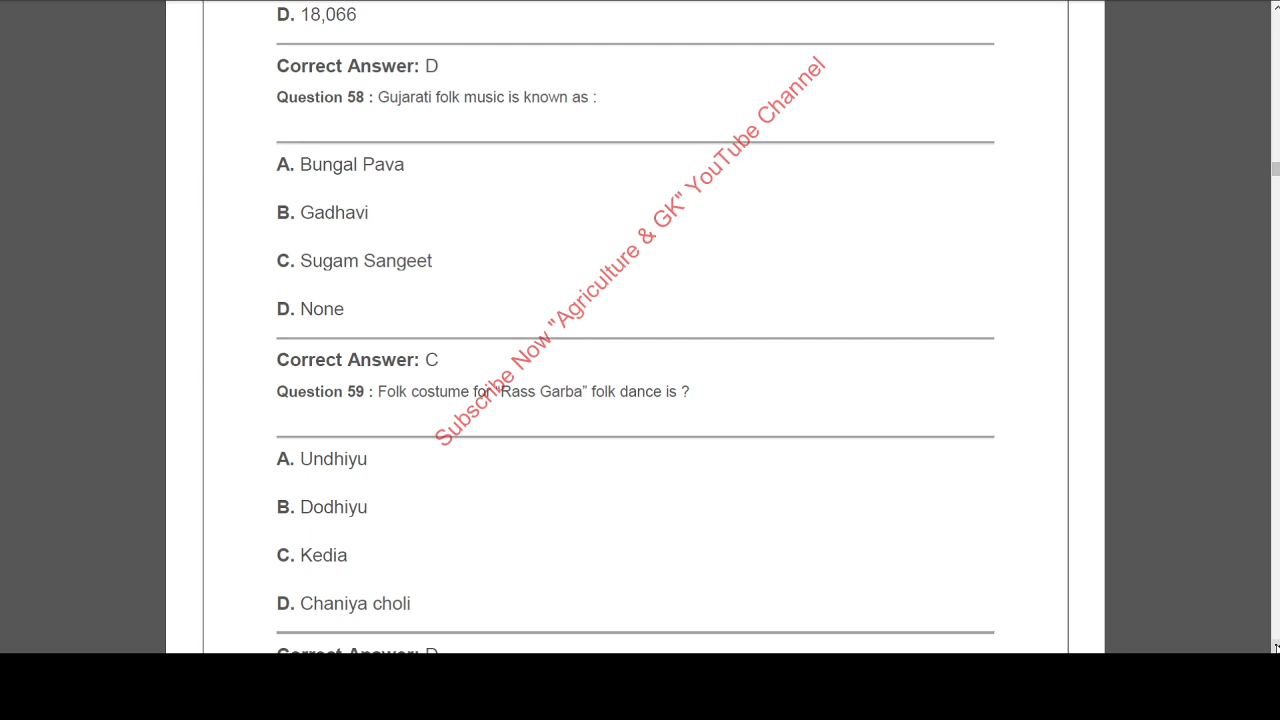 D. 18,066
Correct Answer: D
Question 58 : Gujarati folk music is known as :
A. Bungal Pava
B. Gadhavi
C. Sugam Sangeet
D. None
Correct Answer: C
Question 59 : Folk costume for “Rass Garba” folk dance is ?
A. Undhiyu
B. Dodhiyu
C. Kedia
D. Chaniya choli
Correct Answer: D
Subscribe Now "Agriculture & GK" YouTube Channel